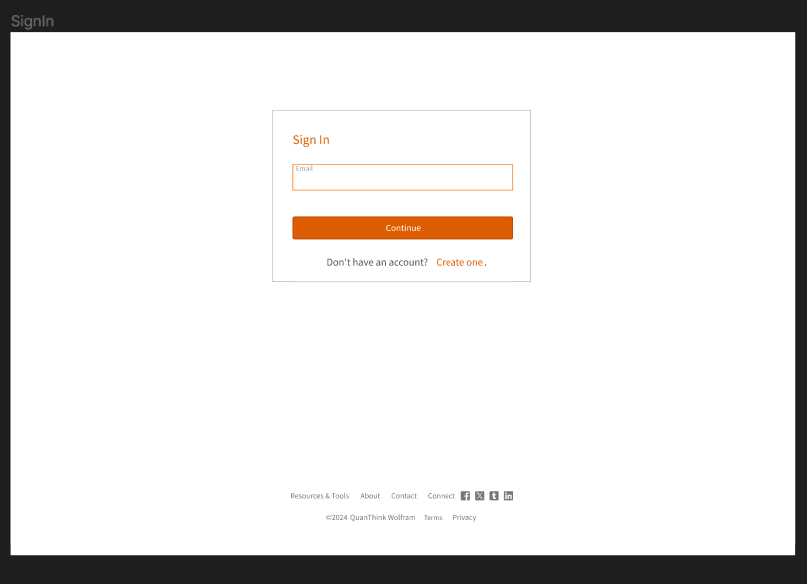 SignIn
Sign In
Email
Continue
Don't have an account? Create one.
Resources & Tools About Contact Connect
©2024 QuanThink Wolfram Terms Privacy